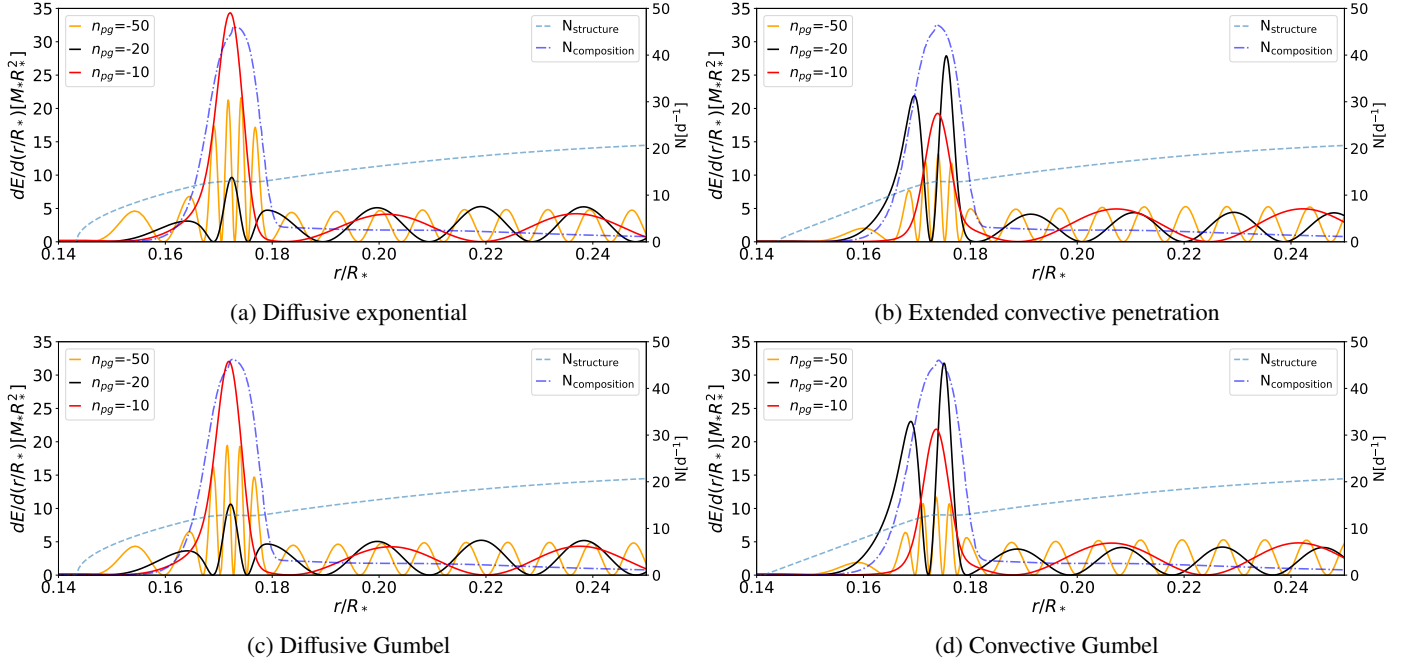 35
30
25
20
15
10
5
0
dE/d(r/R*)[M*R*²]
n_pg=-50
n_pg=-20
n_pg=-10
N_structure
N_composition
50
40
30
20
10
0
N[d⁻¹]
0.14 0.16 0.18 0.20 0.22 0.24
r/R*
(a) Diffusive exponential
35
30
25
20
15
10
5
0
dE/d(r/R*)[M*R*²]
n_pg=-50
n_pg=-20
n_pg=-10
N_structure
N_composition
50
40
30
20
10
0
N[d⁻¹]
0.14 0.16 0.18 0.20 0.22 0.24
r/R*
(b) Extended convective penetration
35
30
25
20
15
10
5
0
dE/d(r/R*)[M*R*²]
n_pg=-50
n_pg=-20
n_pg=-10
N_structure
N_composition
50
40
30
20
10
0
N[d⁻¹]
0.14 0.16 0.18 0.20 0.22 0.24
r/R*
(c) Diffusive Gumbel
35
30
25
20
15
10
5
0
dE/d(r/R*)[M*R*²]
n_pg=-50
n_pg=-20
n_pg=-10
N_structure
N_composition
50
40
30
20
10
0
N[d⁻¹]
0.14 0.16 0.18 0.20 0.22 0.24
r/R*
(d) Convective Gumbel